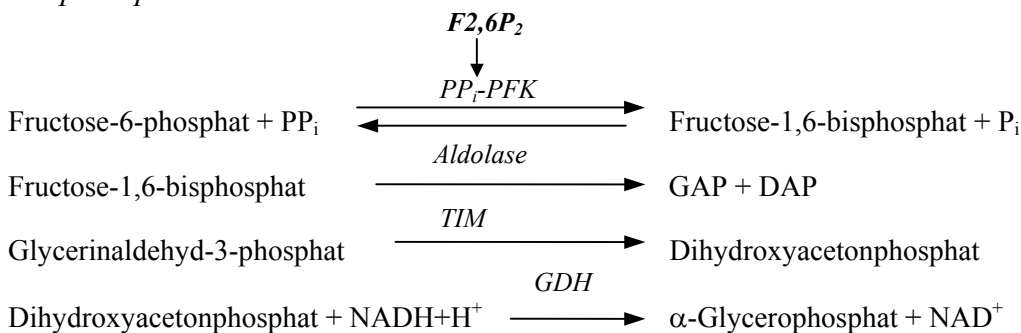 F2,6P₂
PPᵢ-PFK
Fructose-6-phosphat + PPᵢ Fructose-1,6-bisphosphat + Pᵢ
Aldolase
Fructose-1,6-bisphosphat GAP + DAP
TIM
Glycerinaldehyd-3-phosphat Dihydroxyacetonphosphat
GDH
Dihydroxyacetonphosphat + NADH+H⁺ α-Glycerophosphat + NAD⁺